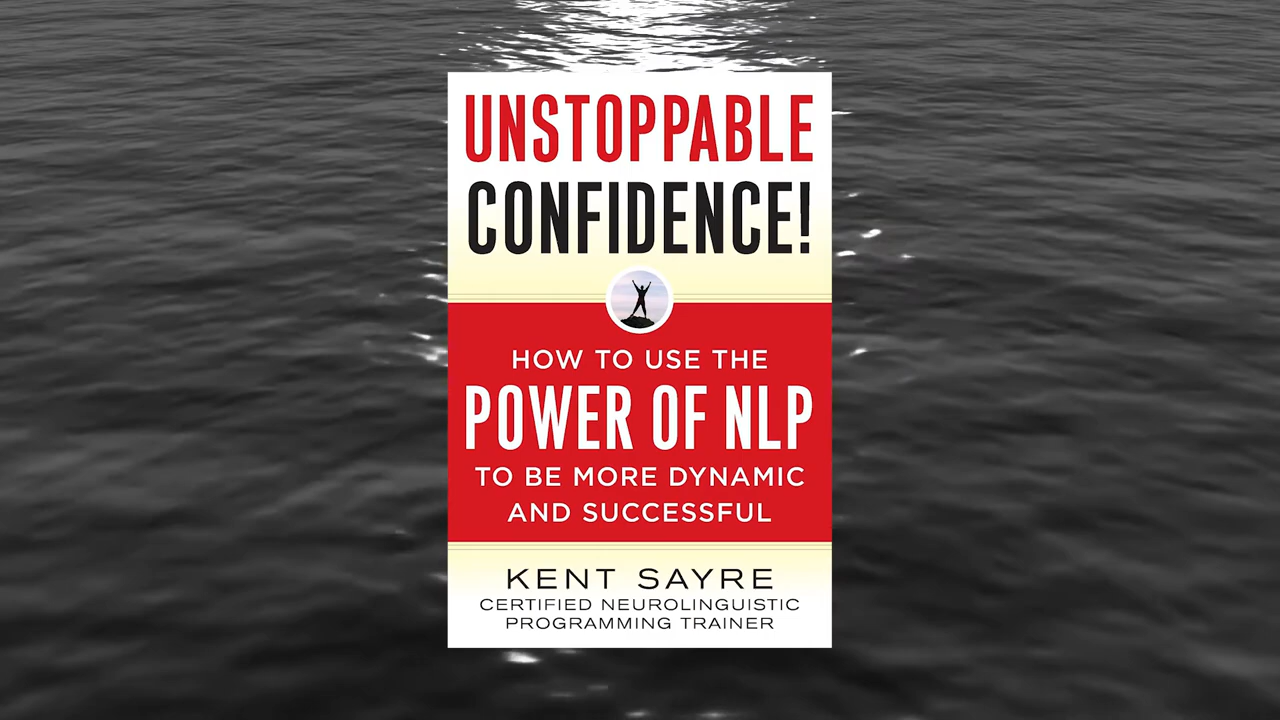 UNSTOPPABLE
CONFIDENCE!
HOW TO USE THE
POWER OF NLP
TO BE MORE DYNAMIC
AND SUCCESSFUL
KENT SAYRE
CERTIFIED NEUROLINGUISTIC
PROGRAMMING TRAINER